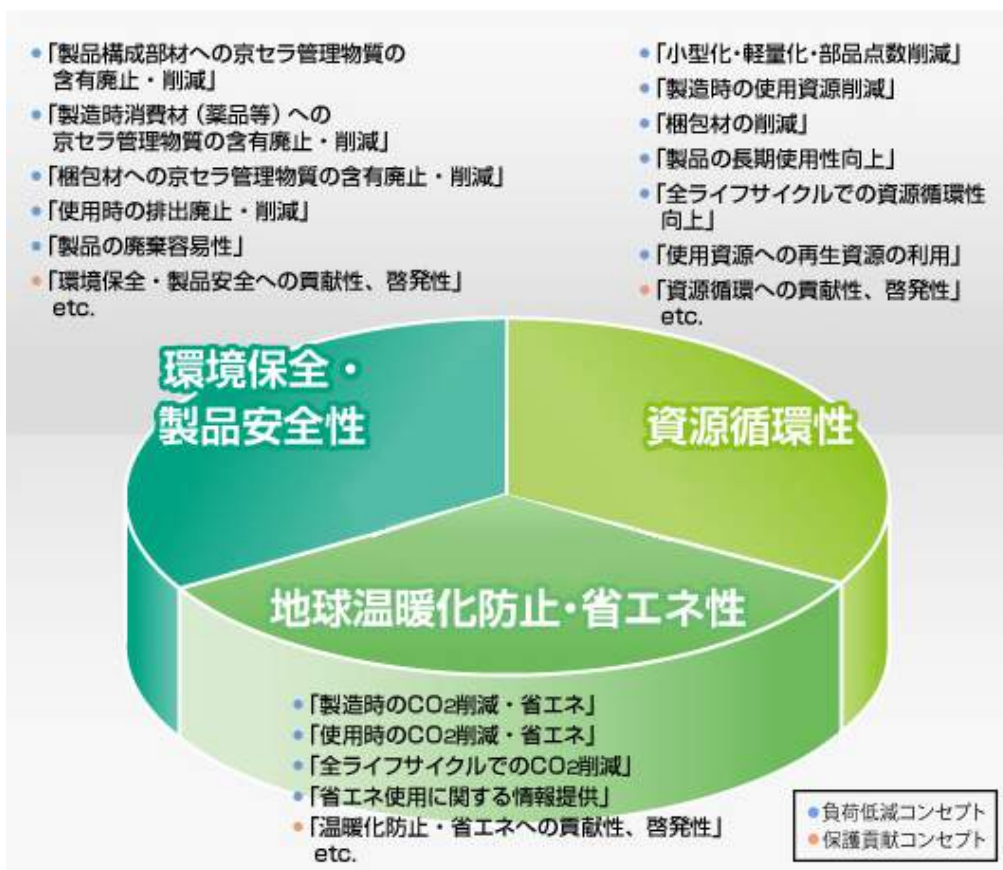 •「製品構成部材への京セラ管理物質の
含有廃止・削減」
•「製造時消費材（薬品等）への
京セラ管理物質の含有廃止・削減」
•「梱包材への京セラ管理物質の含有廃止・削減」
•「使用時の排出廃止・削減」
•「製品の廃棄容易性」
•「環境保全・製品安全への貢献性、啓発性」
etc.
•「小型化・軽量化・部品点数削減」
•「製造時の使用資源削減」
•「梱包材の削減」
•「製品の長期使用性向上」
•「全ライフサイクルでの資源循環性
向上」
•「使用資源への再生資源の利用」
•「資源循環への貢献性、啓発性」
etc.
環境保全・
製品安全性
資源循環性
地球温暖化防止・省エネ性
•「製造時のCO2削減・省エネ」
•「使用時のCO2削減・省エネ」
•「全ライフサイクルでのCO2削減」
•「省エネ使用に関する情報提供」
•「温暖化防止・省エネへの貢献性、啓発性」
etc.
•負荷低減コンセプト
•保護貢献コンセプト